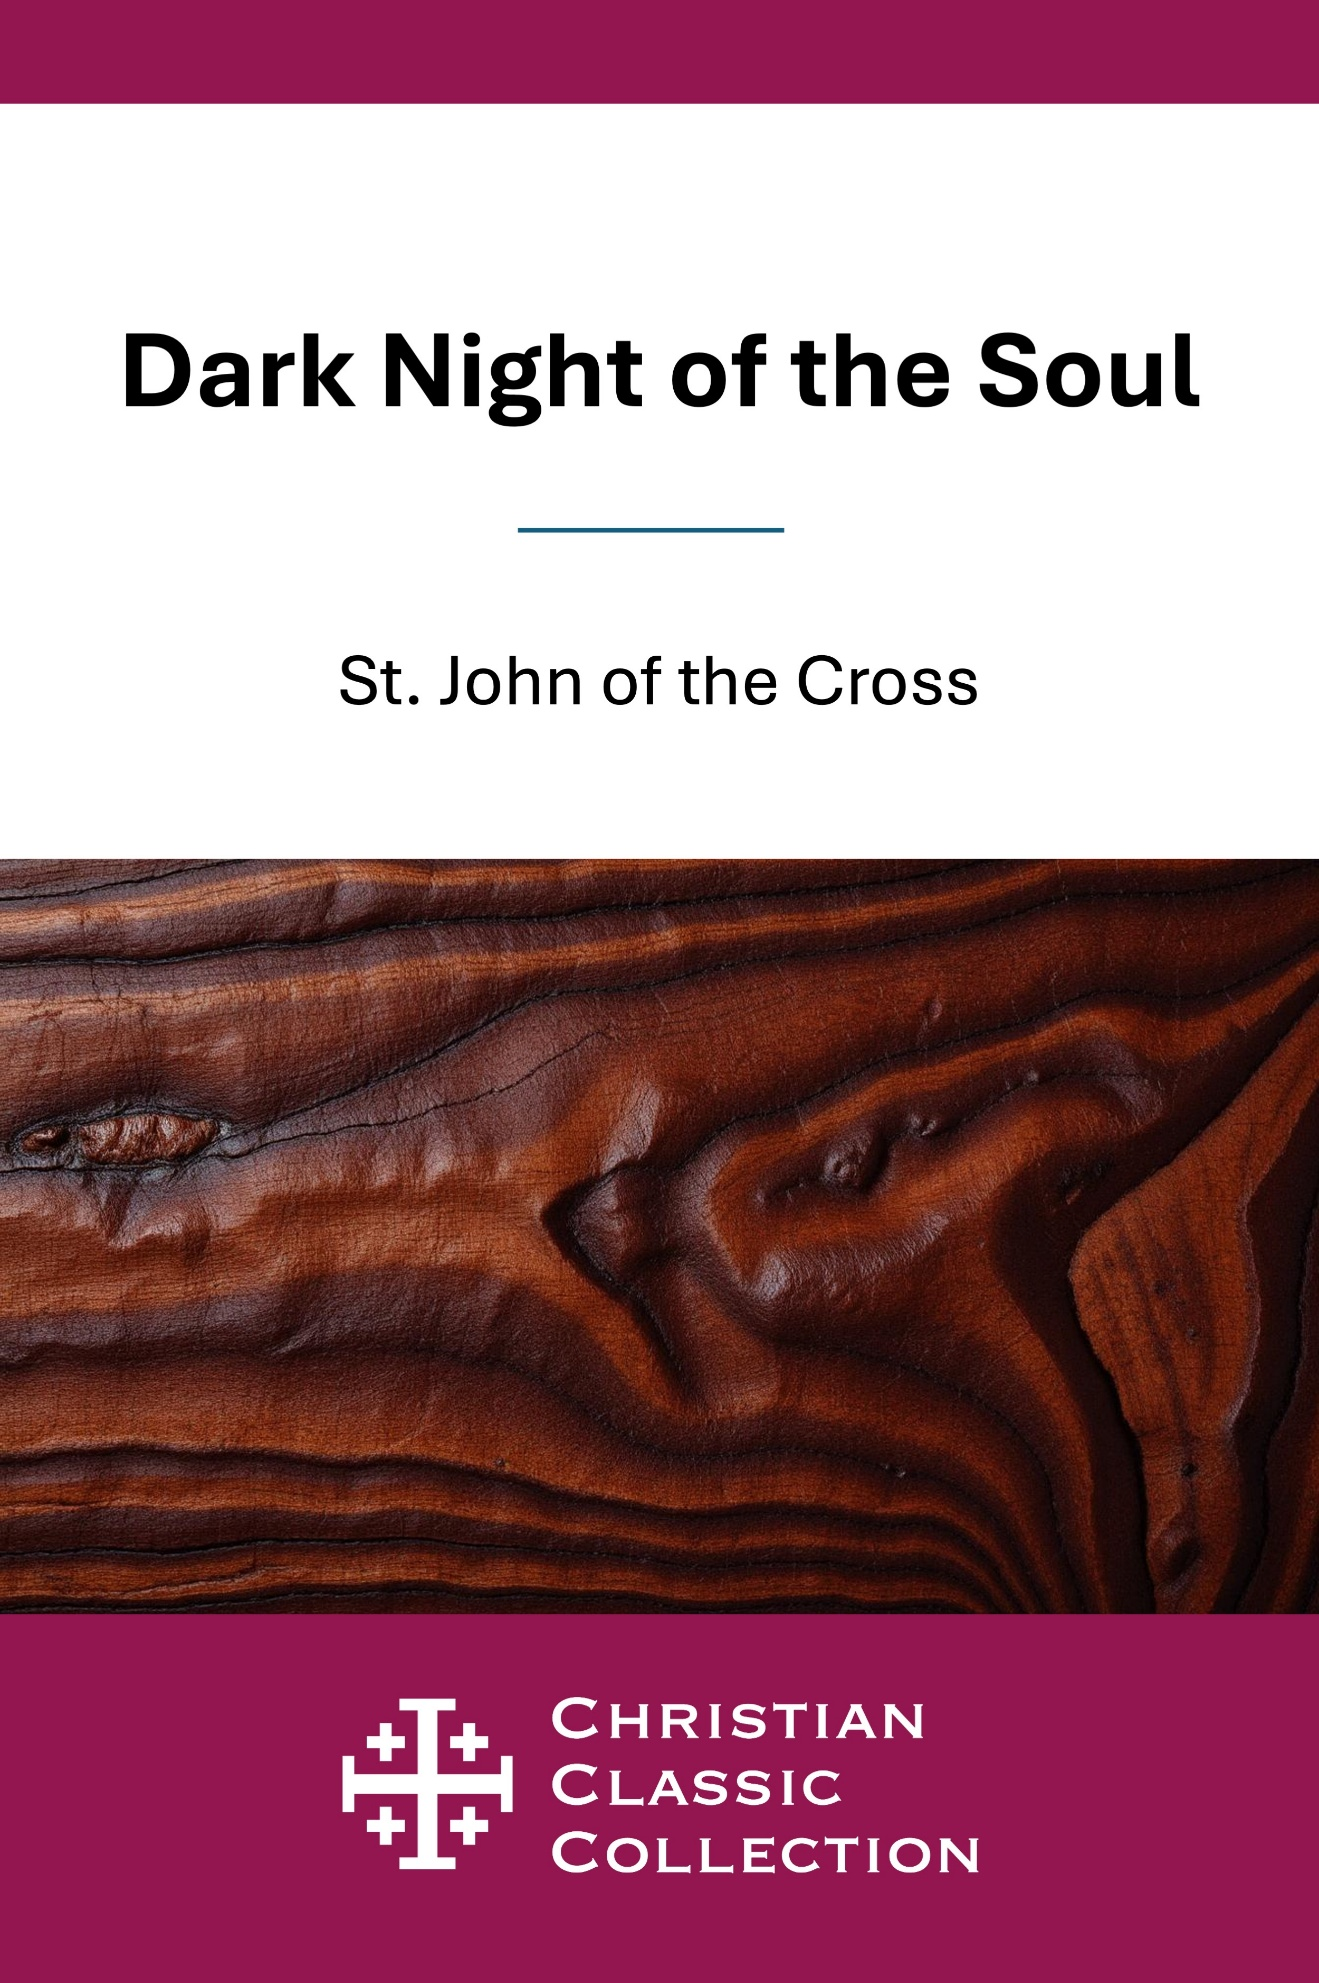 Dark Night of the Soul
St. John of the Cross
Christian
Classic
Collection